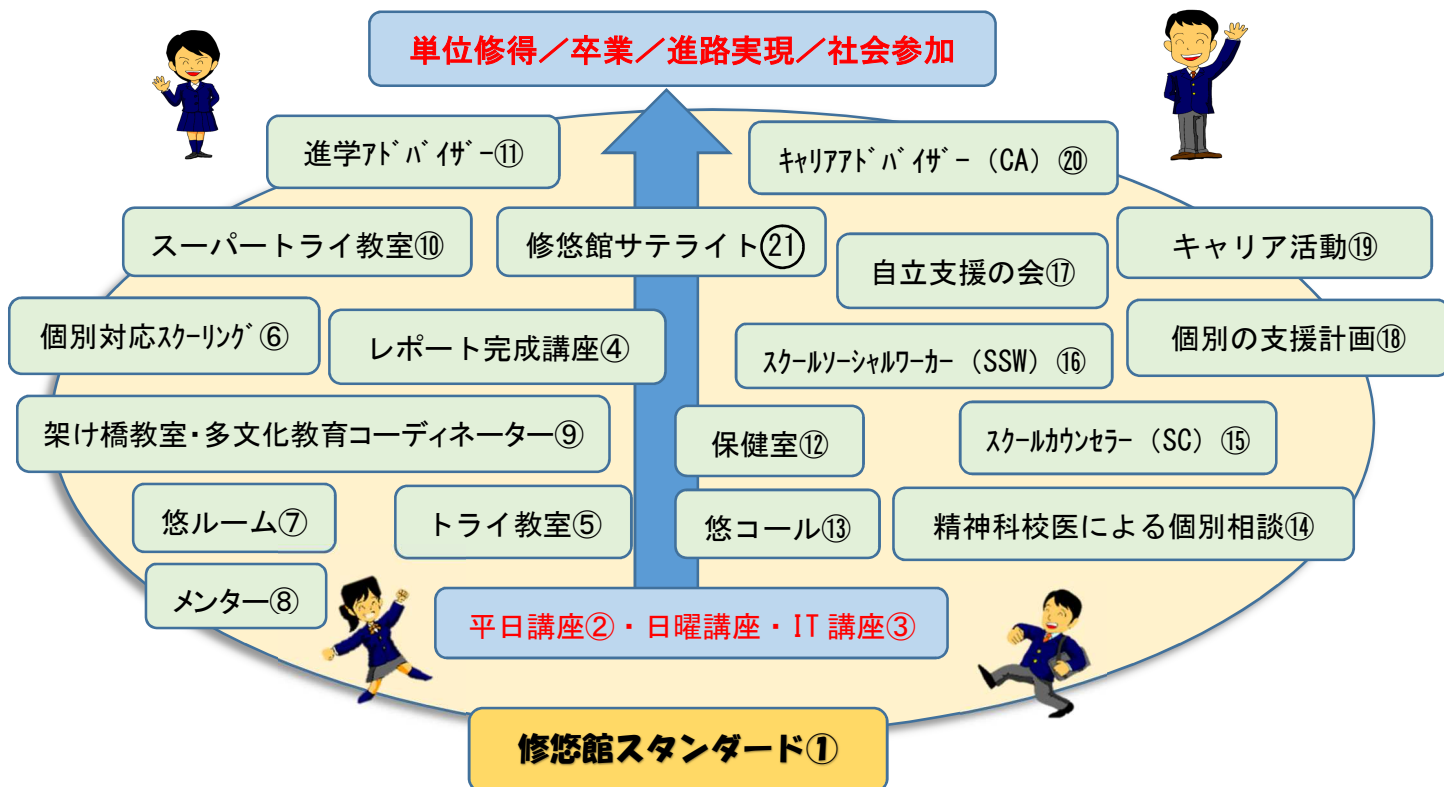 単位修得／卒業／進路実現／社会参加
進学ｱﾄﾞﾊﾞｲｻﾞｰ⑪
ｷｬﾘｱｱﾄﾞﾊﾞｲｻﾞｰ（CA）⑳
スーパートライ教室⑩
修悠館サテライト㉑
自立支援の会⑰
キャリア活動⑲
個別対応ｽｸｰﾘﾝｸﾞ⑥
レポート完成講座④
ｽｸｰﾙｿｰｼｬﾙﾜｰｶｰ（SSW）⑯
個別の支援計画⑱
架け橋教室・多文化教育コーディネーター⑨
保健室⑫
ｽｸｰﾙｶｳﾝｾﾗｰ（SC）⑮
悠ルーム⑦
トライ教室⑤
悠コール⑬
精神科校医による個別相談⑭
メンター⑧
平日講座②・日曜講座・IT 講座③
修悠館スタンダード①